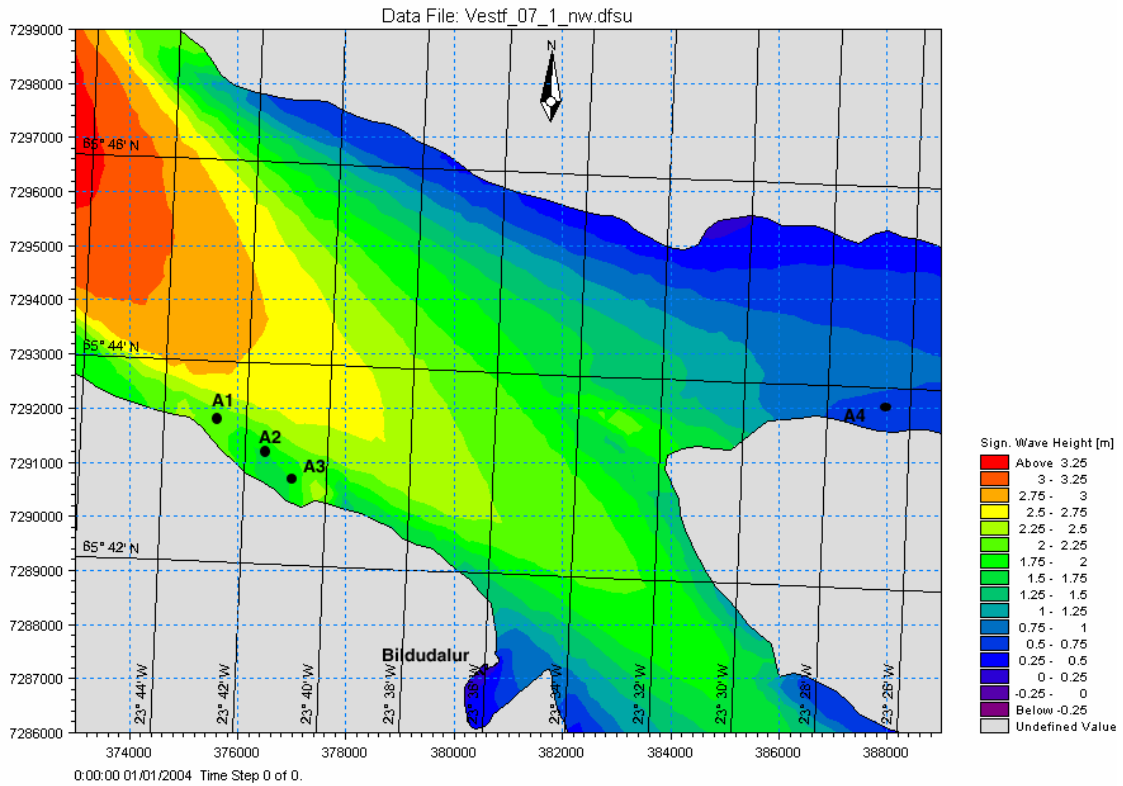 Data File: Vestf_07_1_nw.dfsu
7299000
7298000
7297000
7296000
7295000
7294000
7293000
7292000
7291000
7290000
7289000
7288000
7287000
7286000
N
65° 46' N
65° 44' N
65° 42' N
A1
A2
A3
A4
Bildudalur
23° 44' W
23° 42' W
23° 40' W
23° 38' W
23° 36' W
23° 34' W
23° 32' W
23° 30' W
23° 28' W
23° 26' W
374000 376000 378000 380000 382000 384000 386000 388000
0:00:00 01/01/2004 Time Step 0 of 0.
Sign. Wave Height [m]
Above 3.25
3 - 3.25
2.75 - 3
2.5 - 2.75
2.25 - 2.5
2 - 2.25
1.75 - 2
1.5 - 1.75
1.25 - 1.5
1 - 1.25
0.75 - 1
0.5 - 0.75
0.25 - 0.5
0 - 0.25
-0.25 - 0
Below -0.25
Undefined Value